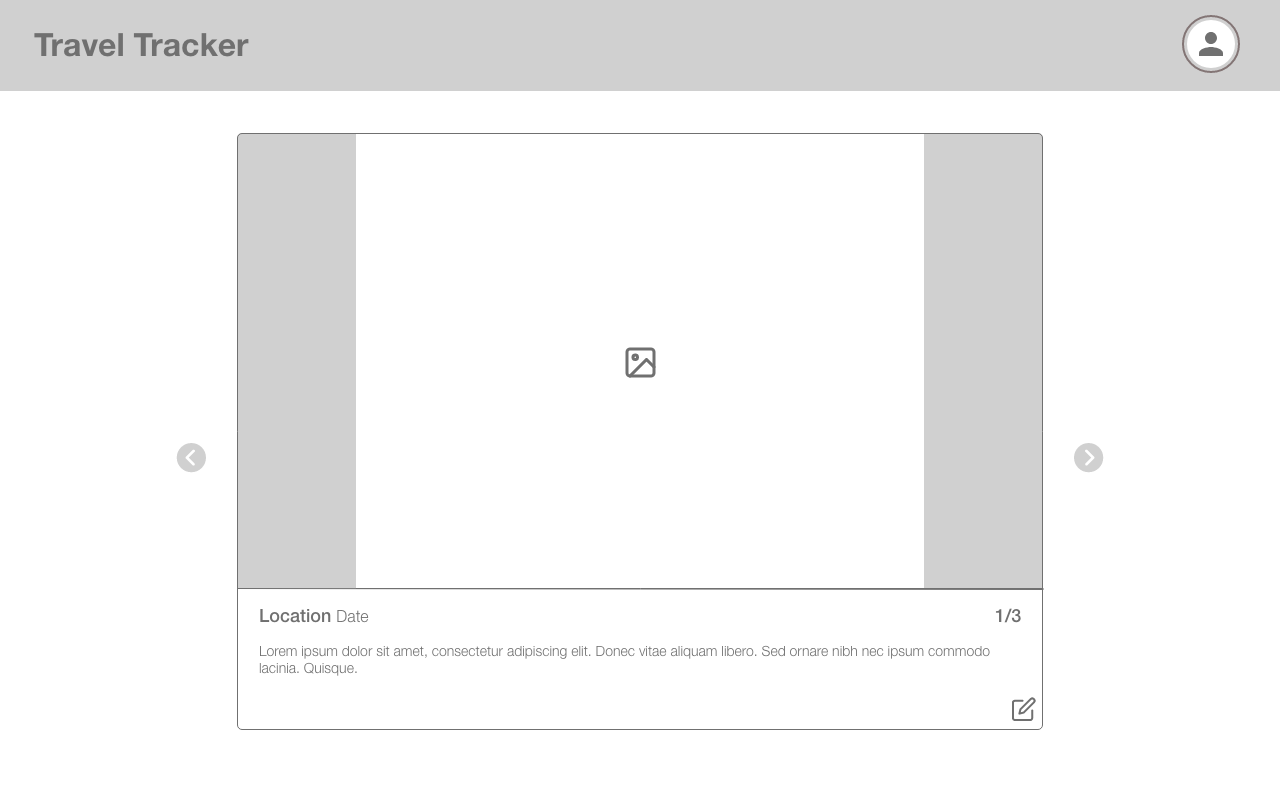 Travel Tracker
Location Date
1/3
Lorem ipsum dolor sit amet, consectetur adipiscing elit. Donec vitae aliquam libero. Sed ornare nibh nec ipsum commodo
lacinia. Quisque.